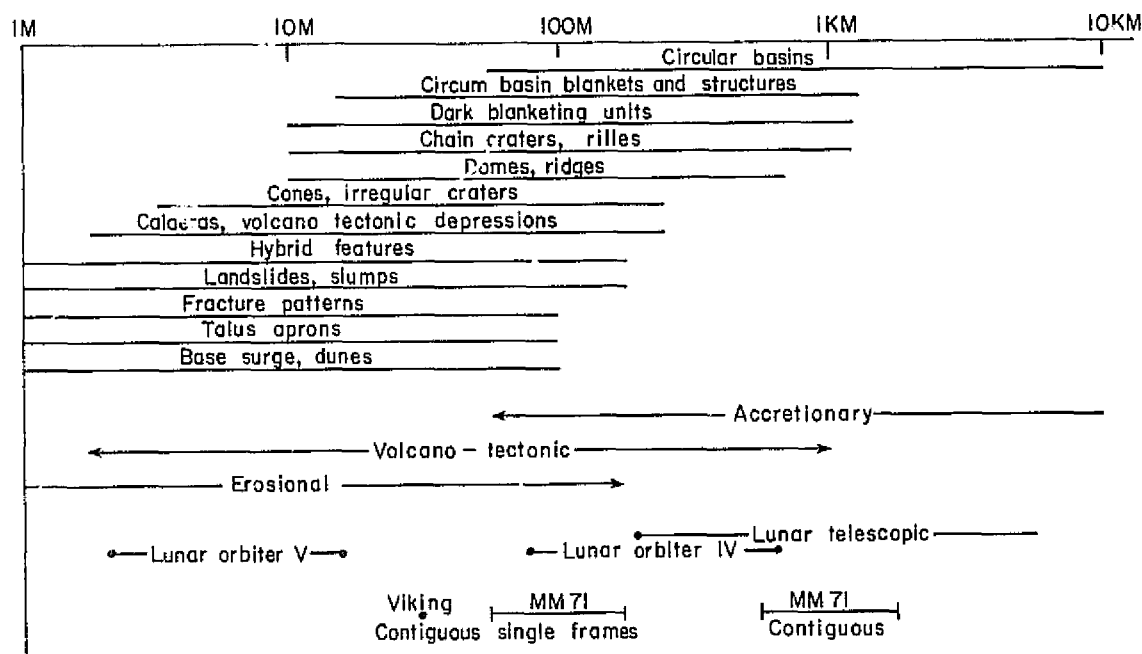 1M 10M 100M 1KM 10KM
Circular basins
Circum basin blankets and structures
Dark blanketing units
Chain craters, rilles
Domes, ridges
Cones, irregular craters
Calderas, volcano tectonic depressions
Hybrid features
Landslides, slumps
Fracture patterns
Talus aprons
Base surge, dunes
Accretionary
Volcano - tectonic
Erosional
Lunar telescopic
Lunar orbiter V Lunar orbiter IV
Viking MM 71 MM 71
Contiguous single frames Contiguous